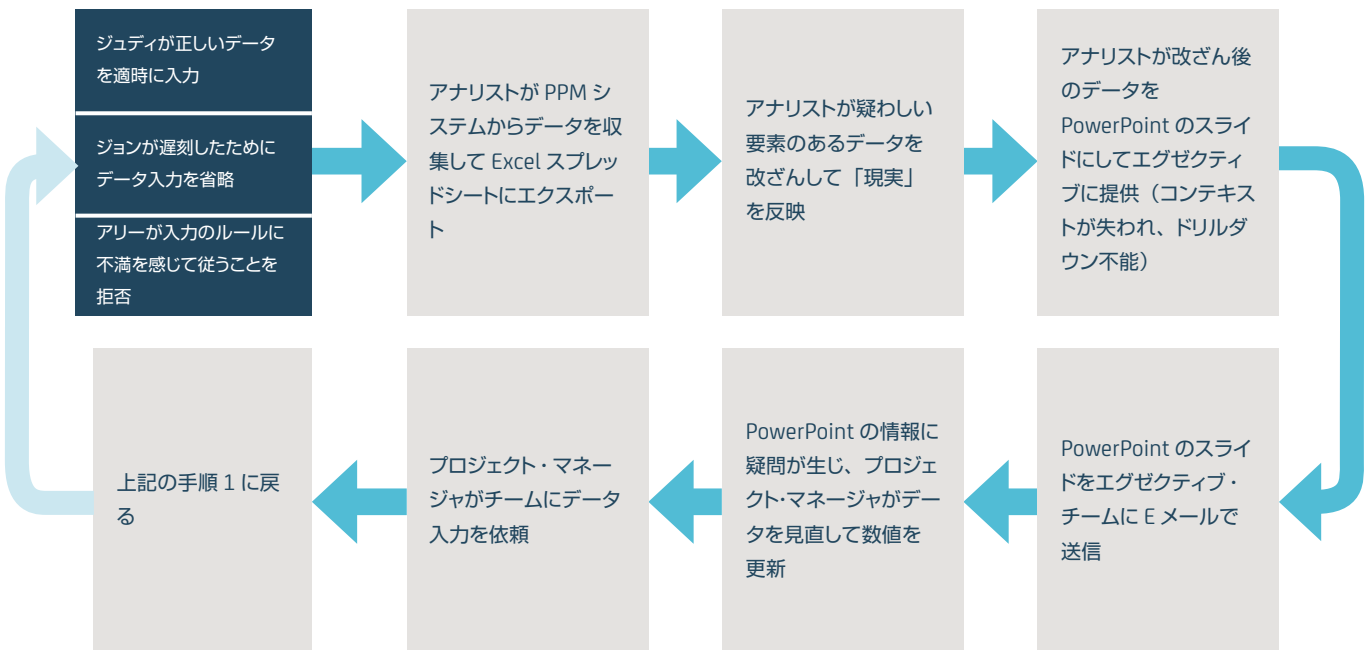 ジュディが正しいデータ
を適時に入力
ジョンが遅刻したために
データ入力を省略
アリーが入力のルールに
不満を感じて従うことを
拒否
アナリストが PPM シ
ステムからデータを収
集して Excel スプレッ
ドシートにエクスポー
ト
アナリストが疑わしい
要素のあるデータを
改ざんして「現実」
を反映
アナリストが改ざん後
のデータを
PowerPoint のスライ
ドにしてエグゼクティ
ブに提供（コンテキス
トが失われ、ドリルダ
ウン不能）
PowerPoint のスライ
ドをエグゼクティブ・
チームに E メールで
送信
PowerPoint の情報に
疑問が生じ、プロジェ
クト・マネージャがデー
タを見直して数値を
更新
プロジェクト・マネー
ジャがチームにデータ
入力を依頼
上記の手順 1 に戻
る